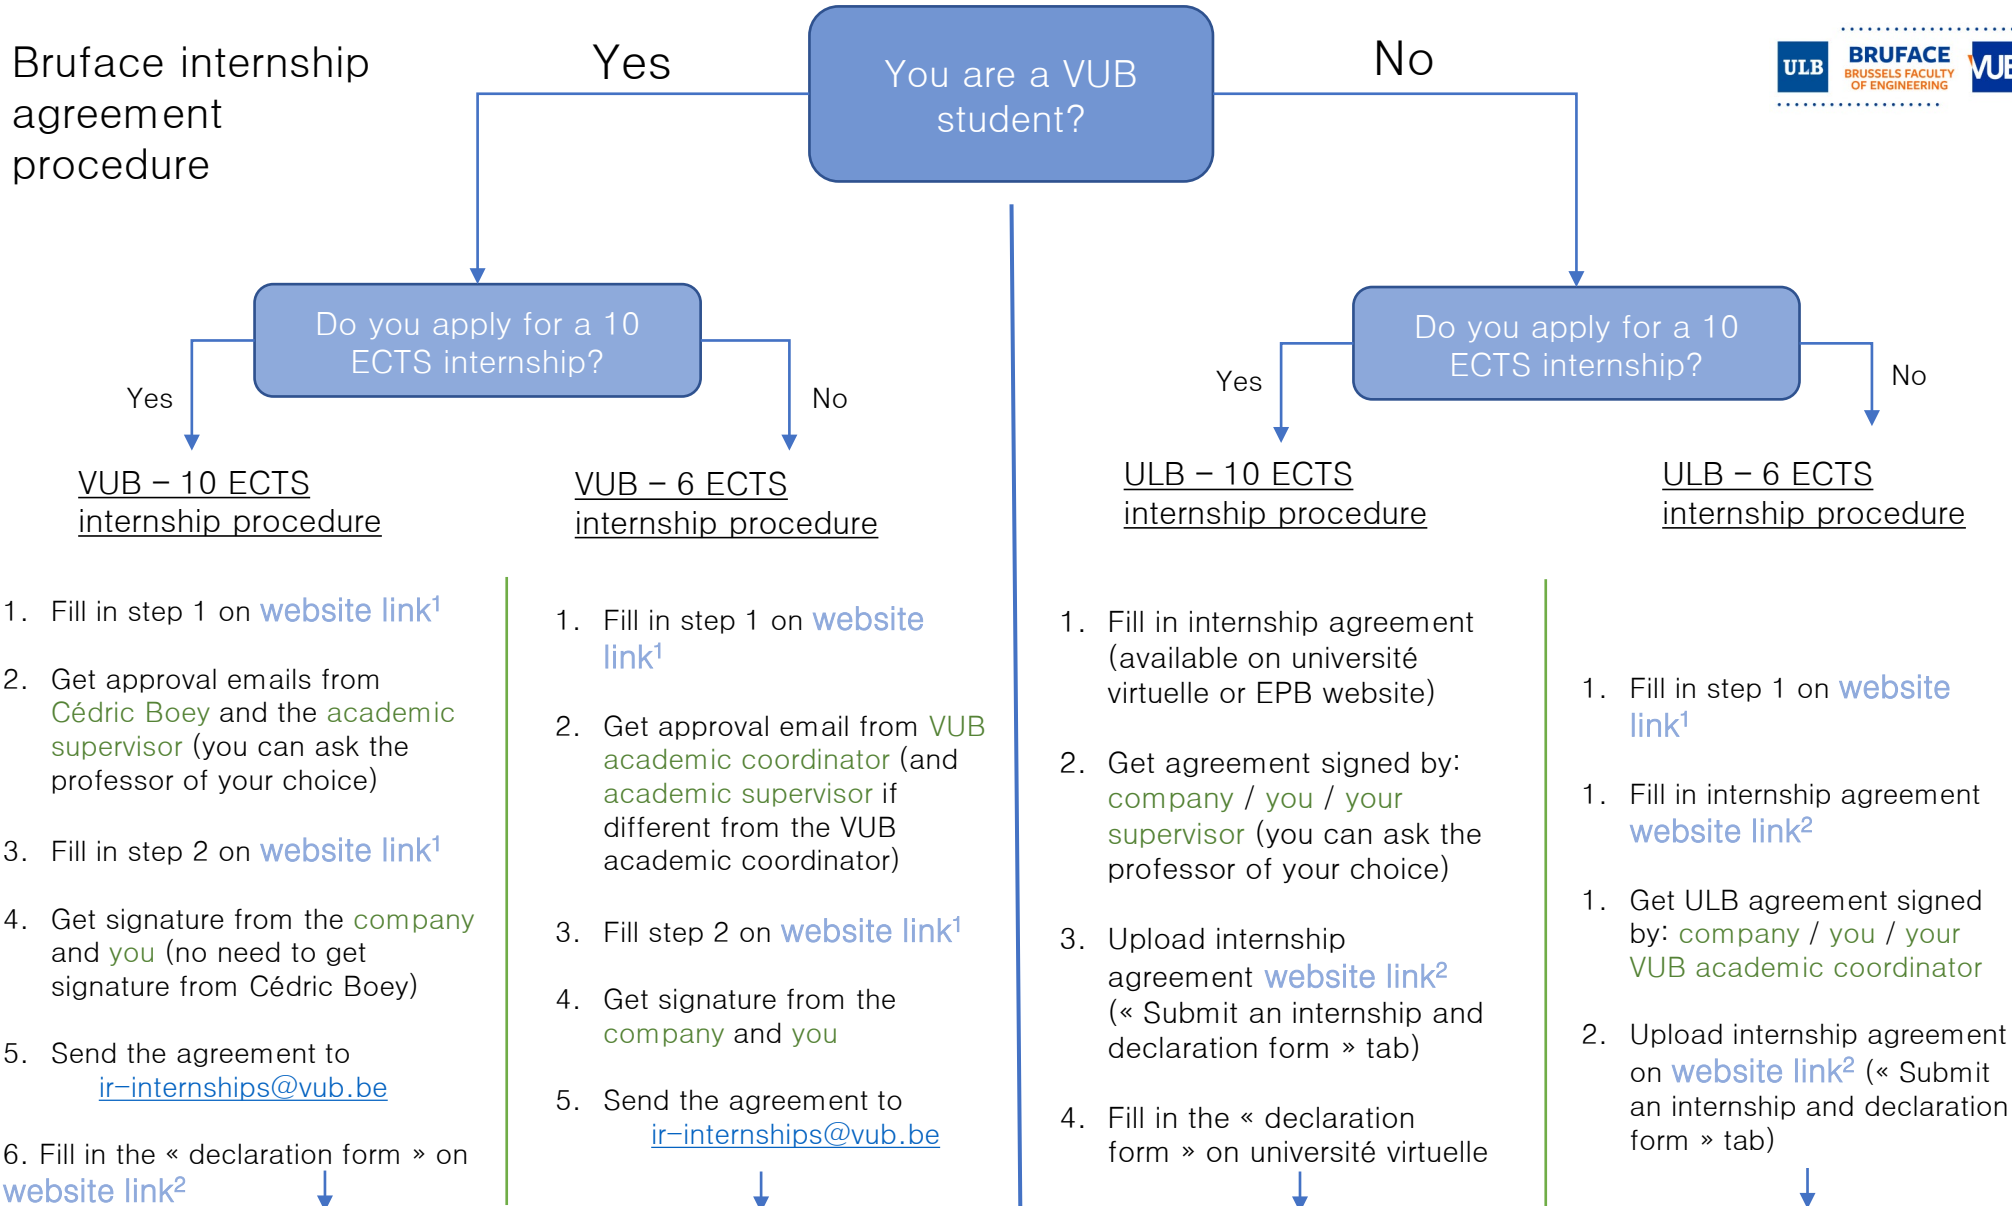 Bruface internship
agreement
procedure
Yes
You are a VUB
student?
No
ULB
BRUFACE
BRUSSELS FACULTY
OF ENGINEERING
VUB
Do you apply for a 10
ECTS internship?
Yes
No
Do you apply for a 10
ECTS internship?
Yes
No
VUB – 10 ECTS
internship procedure
1. Fill in step 1 on website link¹
2. Get approval emails from
Cédric Boey and the academic
supervisor (you can ask the
professor of your choice)
3. Fill in step 2 on website link¹
4. Get signature from the company
and you (no need to get
signature from Cédric Boey)
5. Send the agreement to
ir-internships@vub.be
6. Fill in the « declaration form » on
website link²
VUB – 6 ECTS
internship procedure
1. Fill in step 1 on website
link¹
2. Get approval email from VUB
academic coordinator (and
academic supervisor if
different from the VUB
academic coordinator)
3. Fill step 2 on website link¹
4. Get signature from the
company and you
5. Send the agreement to
ir-internships@vub.be
ULB – 10 ECTS
internship procedure
1. Fill in internship agreement
(available on université
virtuelle or EPB website)
2. Get agreement signed by:
company / you / your
supervisor (you can ask the
professor of your choice)
3. Upload internship
agreement website link²
(« Submit an internship and
declaration form » tab)
4. Fill in the « declaration
form » on université virtuelle
ULB – 6 ECTS
internship procedure
1. Fill in step 1 on website
link¹
1. Fill in internship agreement
website link²
1. Get ULB agreement signed
by: company / you / your
VUB academic coordinator
2. Upload internship agreement
on website link² (« Submit
an internship and declaration
form » tab)